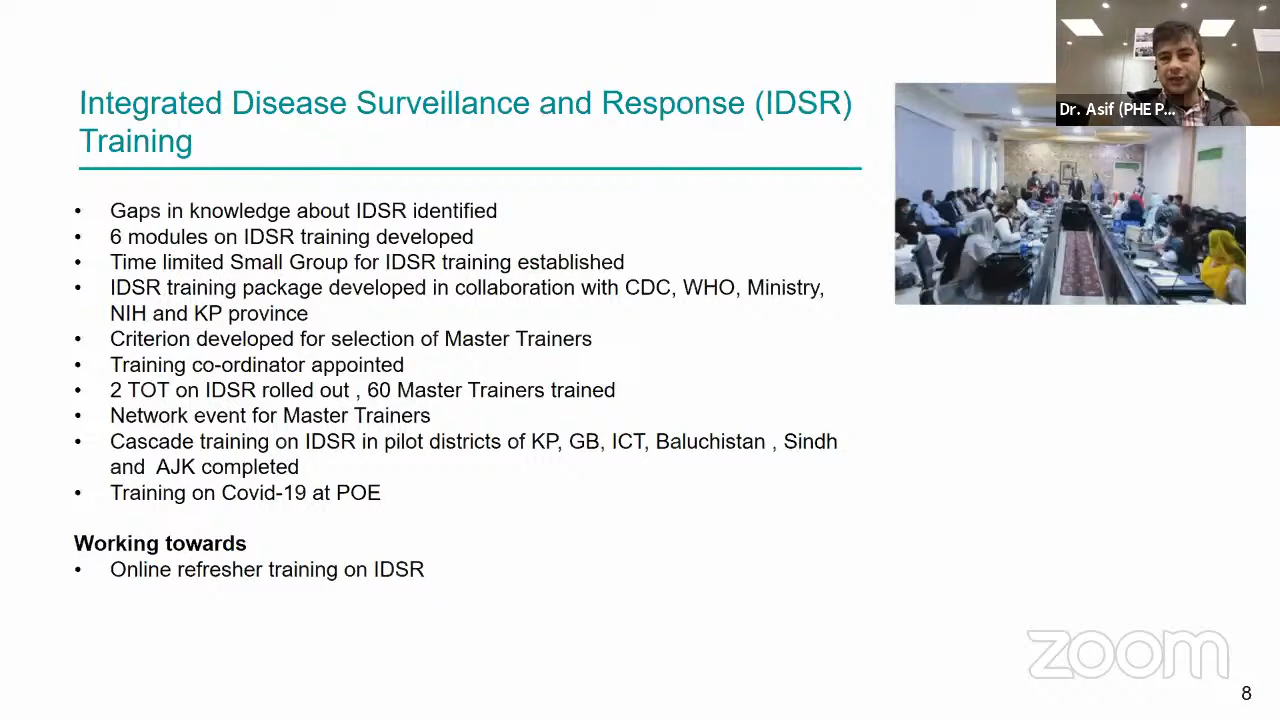 Integrated Disease Surveillance and Response (IDSR)
Training
• Gaps in knowledge about IDSR identified
• 6 modules on IDSR training developed
• Time limited Small Group for IDSR training established
• IDSR training package developed in collaboration with CDC, WHO, Ministry,
NIH and KP province
• Criterion developed for selection of Master Trainers
• Training co-ordinator appointed
• 2 TOT on IDSR rolled out , 60 Master Trainers trained
• Network event for Master Trainers
• Cascade training on IDSR in pilot districts of KP, GB, ICT, Baluchistan , Sindh
and  AJK completed
• Training on Covid-19 at POE
Working towards
• Online refresher training on IDSR
Dr. Asif (PHE P...
zoom
8